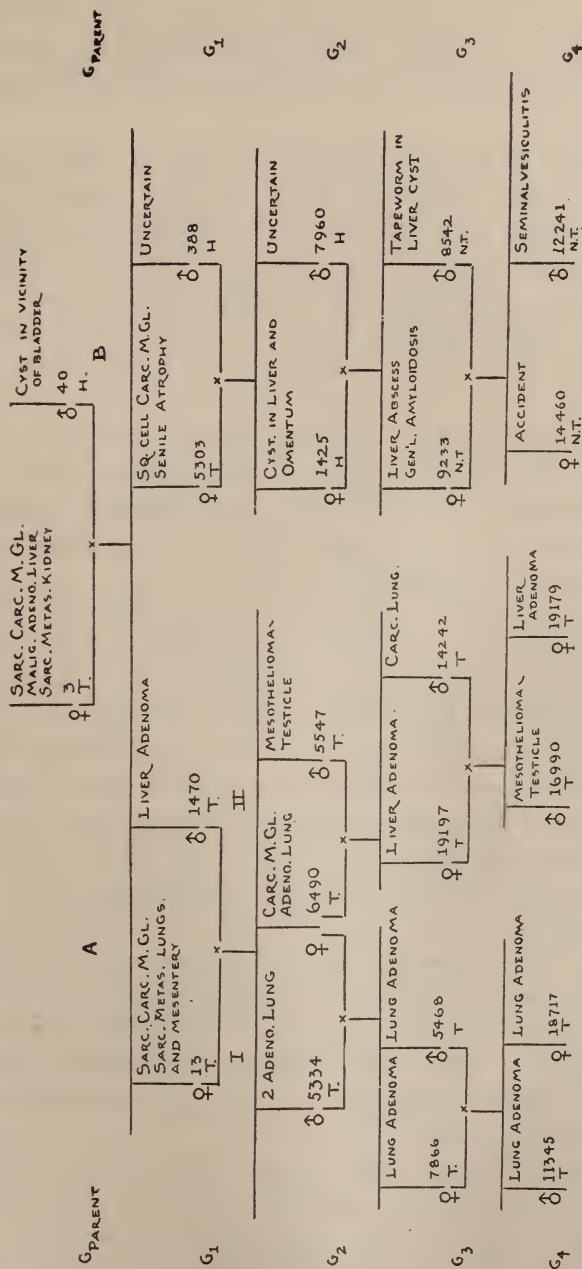 SARC. CARC. M. GL.
MALIG. ADENO. LIVER
SARC. METAS. KIDNEY
♀ 3
T.
CYST IN VICINITY
OF BLADDER
♂ 40
H.
×
G PARENT
G PARENT
A
B
SARC. CARC. M. GL.
SARC. METAS. LUNGS.
AND MESENTERY
♀ 13
T.
LIVER ADENOMA
♂ 1470
T.
×
I
II
SQ. CELL CARC. M. GL.
SENILE ATROPHY
♀ 5303
T
UNCERTAIN
♂ 388
H
×
G1
G1
2 ADENO. LUNG
♂ 5334
T.
CARC. M. GL.
ADENO. LUNG
♀ 6490
T.
MESOTHELIOMA
TESTICLE
♂ 5547
T.
×
×
CYST. IN LIVER AND
OMENTUM
♀ 1425
H
UNCERTAIN
♂ 7960
H
×
G2
G2
LUNG ADENOMA
♀ 7866
T.
LUNG ADENOMA
♂ 5468
T
×
LIVER ADENOMA.
♀ 19197
T
CARC. LUNG.
♂ 14242
T
×
LIVER ABSCESS
GEN'L. AMYLOIDOSIS
♀ 9233
N.T
TAPEWORM IN
LIVER CYST
♂ 8542
N.T.
×
G3
G3
LUNG ADENOMA
♂ 11345
T
LUNG ADENOMA
♀ 18717
T
MESOTHELIOMA
TESTICLE
♂ 16990
T
LIVER
ADENOMA
♀ 19179
T
ACCIDENT
♀ 14460
N.T.
SEMINAL VESICULITIS
♂ 12241
N.T.
G4
G4